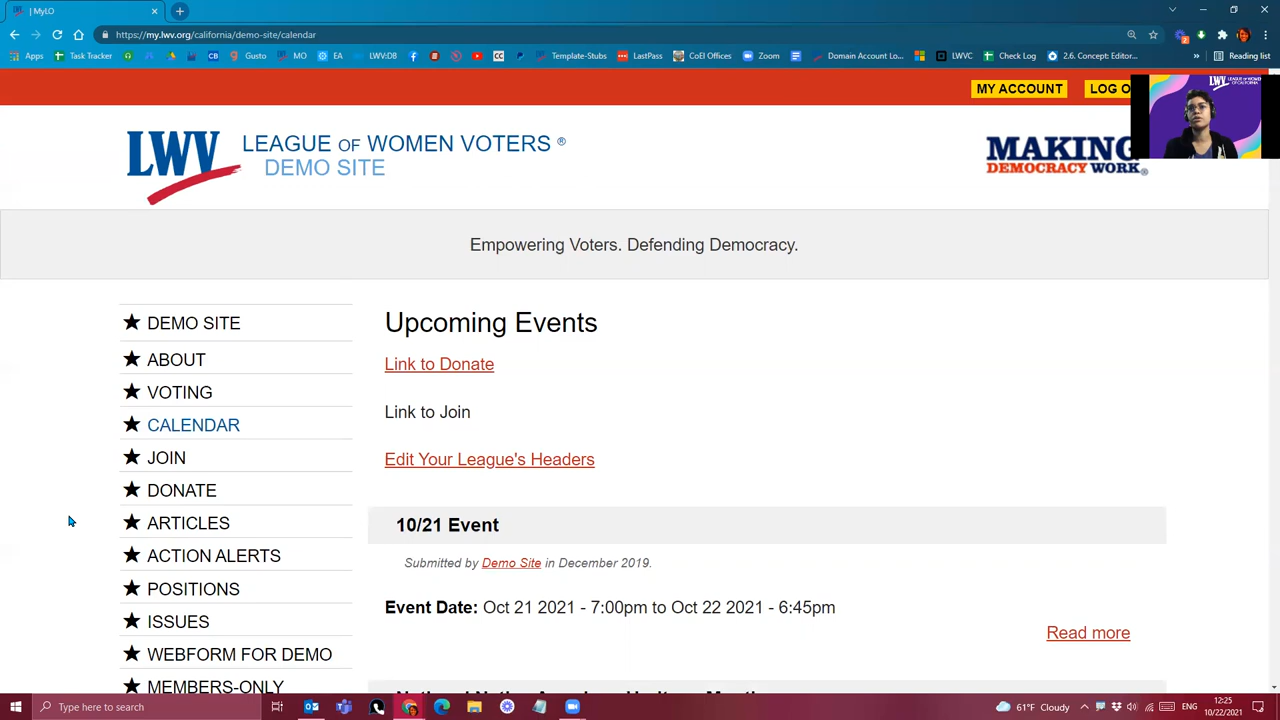 | MyLO
https://my.lwv.org/california/demo-site/calendar
Apps Task Tracker CB Gusto MO EA LWV:DB CC Template-Stubs LastPass CoEI Offices Zoom Domain Account Lo... LWVC Check Log 2.6. Concept: Editor... » Reading list
MY ACCOUNT LOG O
LWV LEAGUE OF WOMEN VOTERS ®
DEMO SITE
MAKING
DEMOCRACY WORK®
Empowering Voters. Defending Democracy.
★ DEMO SITE
★ ABOUT
★ VOTING
★ CALENDAR
★ JOIN
★ DONATE
★ ARTICLES
★ ACTION ALERTS
★ POSITIONS
★ ISSUES
★ WEBFORM FOR DEMO
★ MEMBERS-ONLY
Upcoming Events
Link to Donate
Link to Join
Edit Your League's Headers
10/21 Event
Submitted by Demo Site in December 2019.
Event Date: Oct 21 2021 - 7:00pm to Oct 22 2021 - 6:45pm
Read more
Type here to search
61°F Cloudy
ENG
12:25
10/22/2021